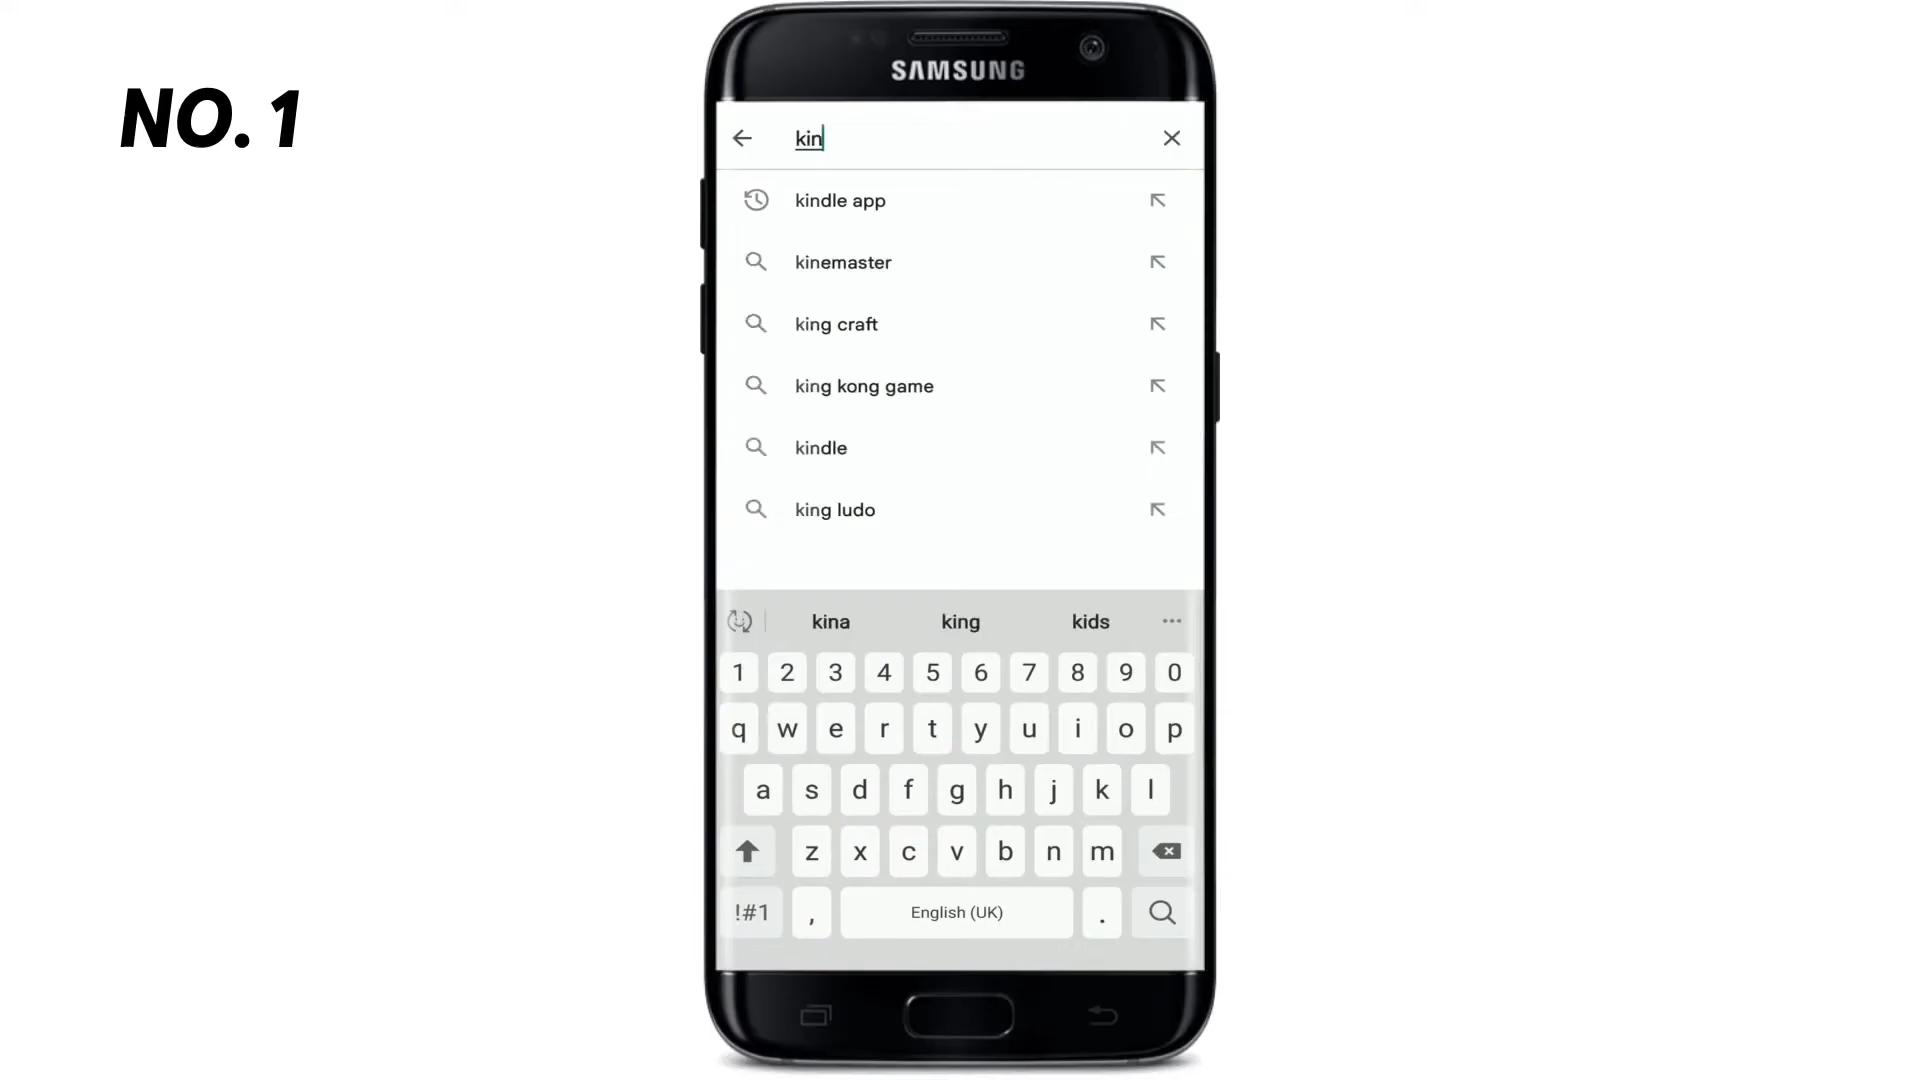 NO. 1
SAMSUNG
kin
kindle app
kinemaster
king craft
king kong game
kindle
king ludo
kina king kids
1 2 3 4 5 6 7 8 9 0
q w e r t y u i o p
a s d f g h j k l
z x c v b n m
!#1 , English (UK) .